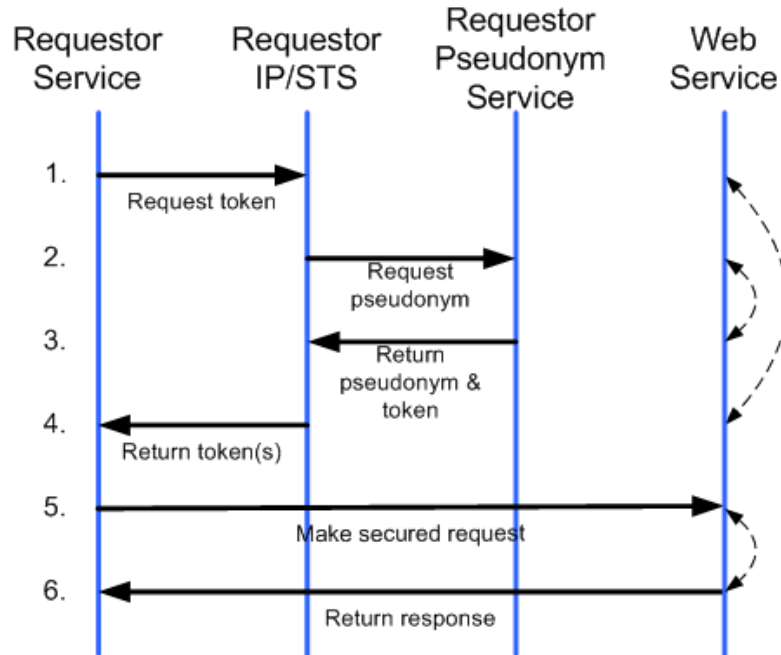 Requestor
Service
Requestor
IP/STS
Requestor
Pseudonym
Service
Web
Service
1.
Request token
2.
Request
pseudonym
3.
Return
pseudonym &
token
4.
Return token(s)
5.
Make secured request
6.
Return response